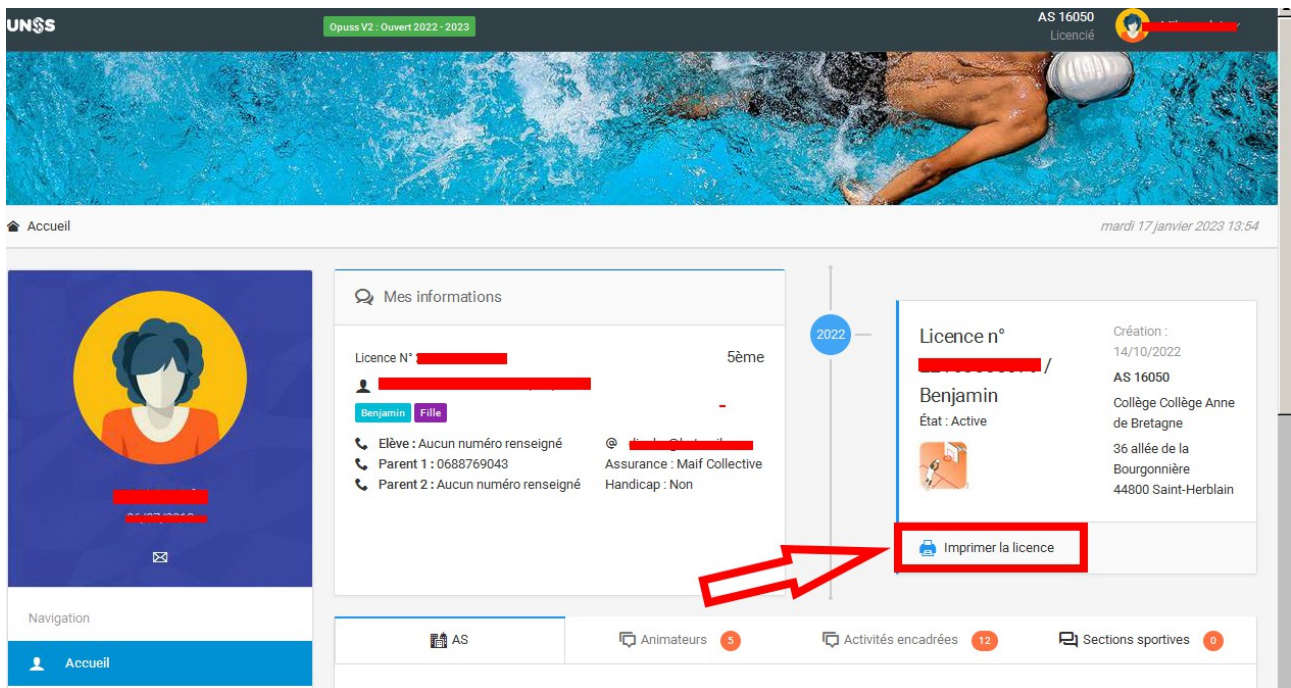 UNSS
Opuss V2 : Ouvert 2022 - 2023
AS 16050
Licencié
Accueil
mardi 17 janvier 2023 13:54
Mes informations
Licence N°
5ème
Benjamin
Fille
Elève : Aucun numéro renseigné
@
Parent 1 : 0688769043
Assurance : Maif Collective
Parent 2 : Aucun numéro renseigné
Handicap : Non
2022
Licence n°
/
Benjamin
État : Active
Création :
14/10/2022
AS 16050
Collège Collège Anne
de Bretagne
36 allée de la
Bourgonnière
44800 Saint-Herblain
Imprimer la licence
Navigation
Accueil
AS
Animateurs 5
Activités encadrées 12
Sections sportives 0